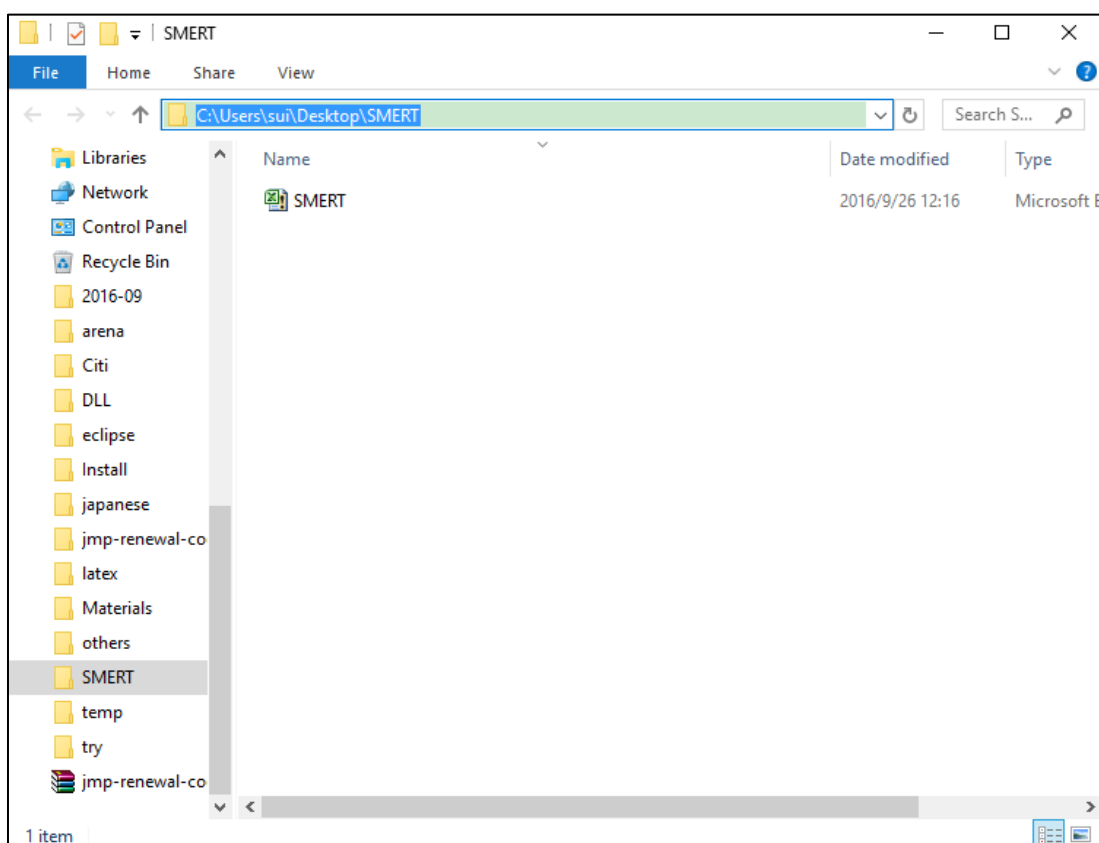 SMERT
File Home Share View
C:\Users\sui\Desktop\SMERT Search S...
Libraries Name Date modified Type
Network SMERT 2016/9/26 12:16 Microsoft E
Control Panel
Recycle Bin
2016-09
arena
Citi
DLL
eclipse
Install
japanese
jmp-renewal-co
latex
Materials
others
SMERT
temp
try
jmp-renewal-co
1 item